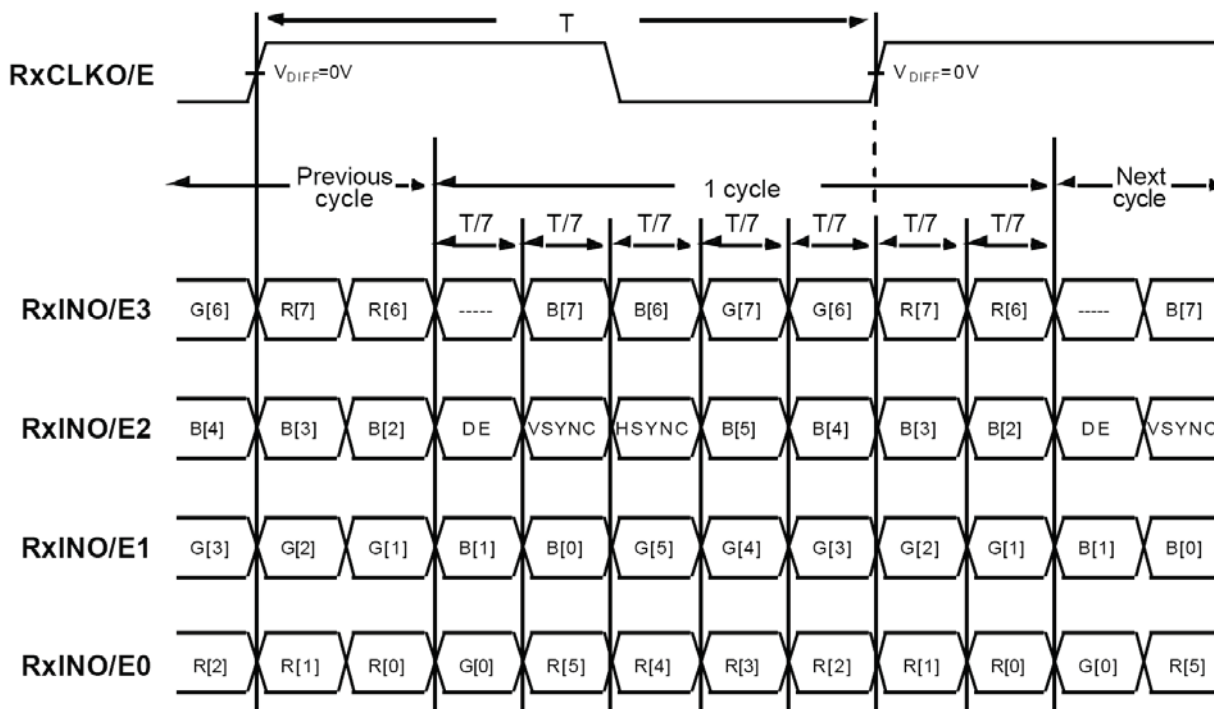 T
RxCLKO/E
VDIFF=0V VDIFF=0V
Previous cycle 1 cycle Next cycle
T/7 T/7 T/7 T/7 T/7 T/7 T/7
RxINO/E3 G[6] R[7] R[6] ----- B[7] B[6] G[7] G[6] R[7] R[6] ----- B[7]
RxINO/E2 B[4] B[3] B[2] DE VSYNC HSYNC B[5] B[4] B[3] B[2] DE VSYNC
RxINO/E1 G[3] G[2] G[1] B[1] B[0] G[5] G[4] G[3] G[2] G[1] B[1] B[0]
RxINO/E0 R[2] R[1] R[0] G[0] R[5] R[4] R[3] R[2] R[1] R[0] G[0] R[5]